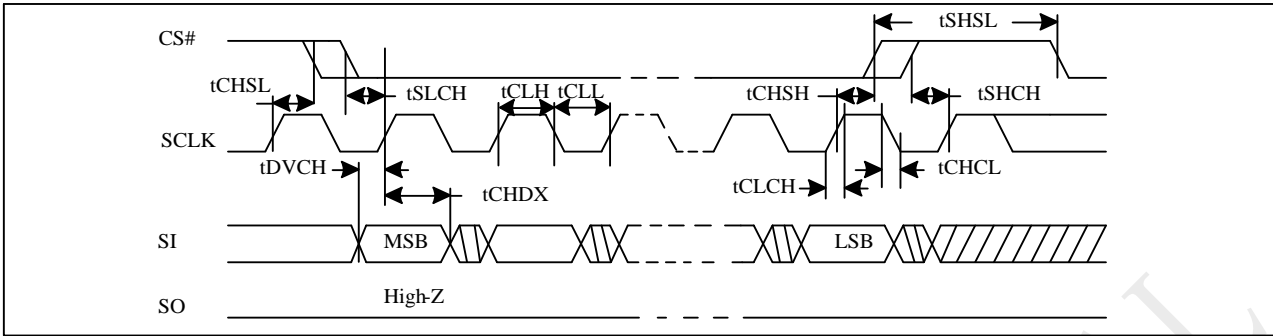 tSHSL
CS#
tCHSL
tSLCH
tCLH
tCLL
tCHSH
tSHCH
SCLK
tDVCH
tCHDX
tCLCH
tCHCL
SI
MSB
LSB
SO
High-Z